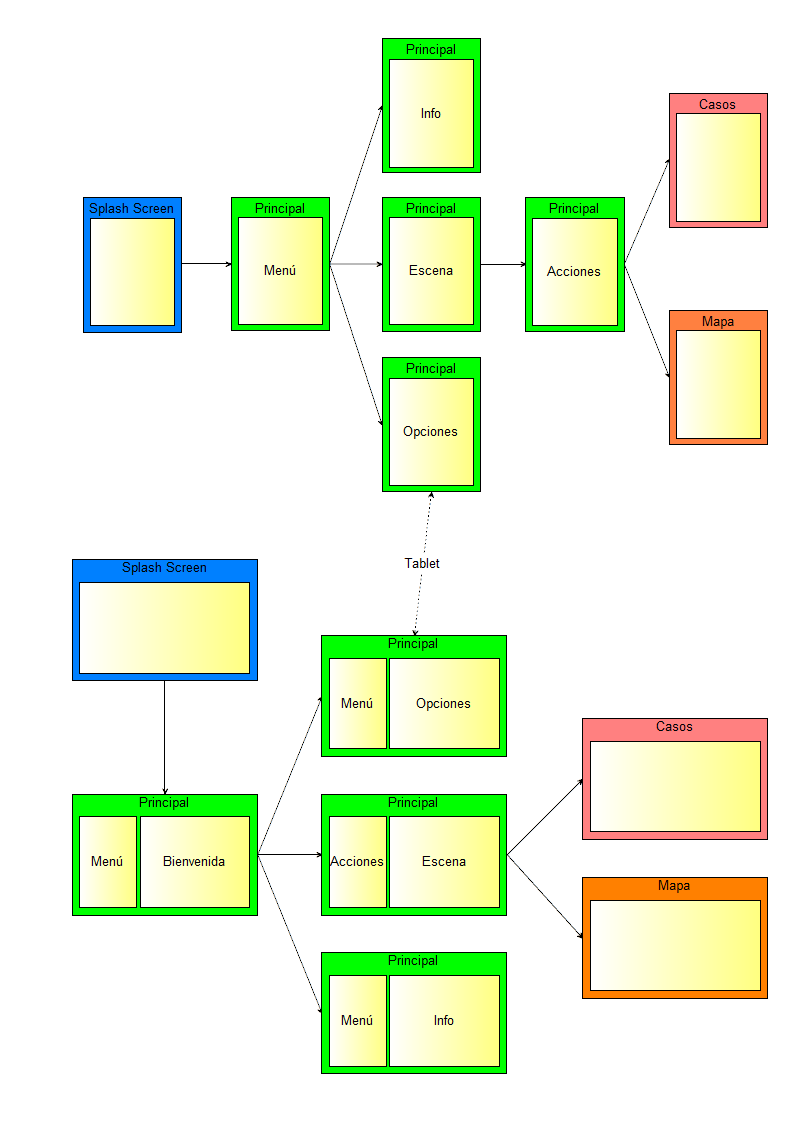 Principal
Info
Casos
Splash Screen
Principal
Menú
Principal
Escena
Principal
Acciones
Mapa
Principal
Opciones
Tablet
Splash Screen
Principal
Menú
Opciones
Casos
Principal
Menú
Bienvenida
Principal
Acciones
Escena
Mapa
Principal
Menú
Info